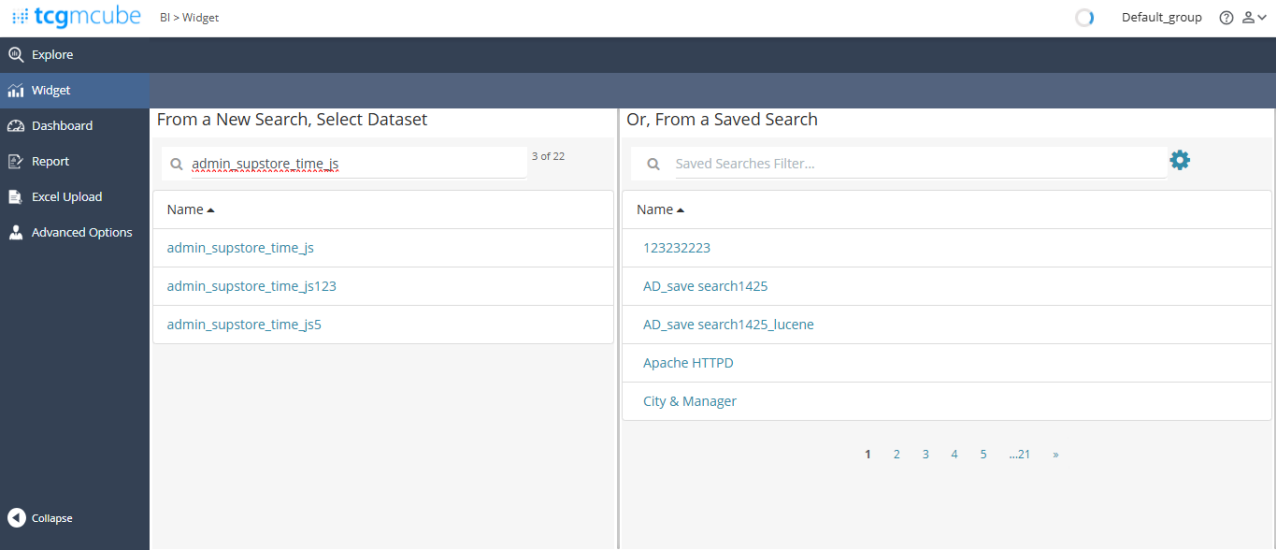 tcgmcube
BI > Widget
Default_group
Explore
Widget
Dashboard
Report
Excel Upload
Advanced Options
Collapse
From a New Search, Select Dataset
admin_supstore_time_js
3 of 22
Name
admin_supstore_time_js
admin_supstore_time_js123
admin_supstore_time_js5
Or, From a Saved Search
Saved Searches Filter...
Name
123232223
AD_save search1425
AD_save search1425_lucene
Apache HTTPD
City & Manager
1 2 3 4 5 ...21 »